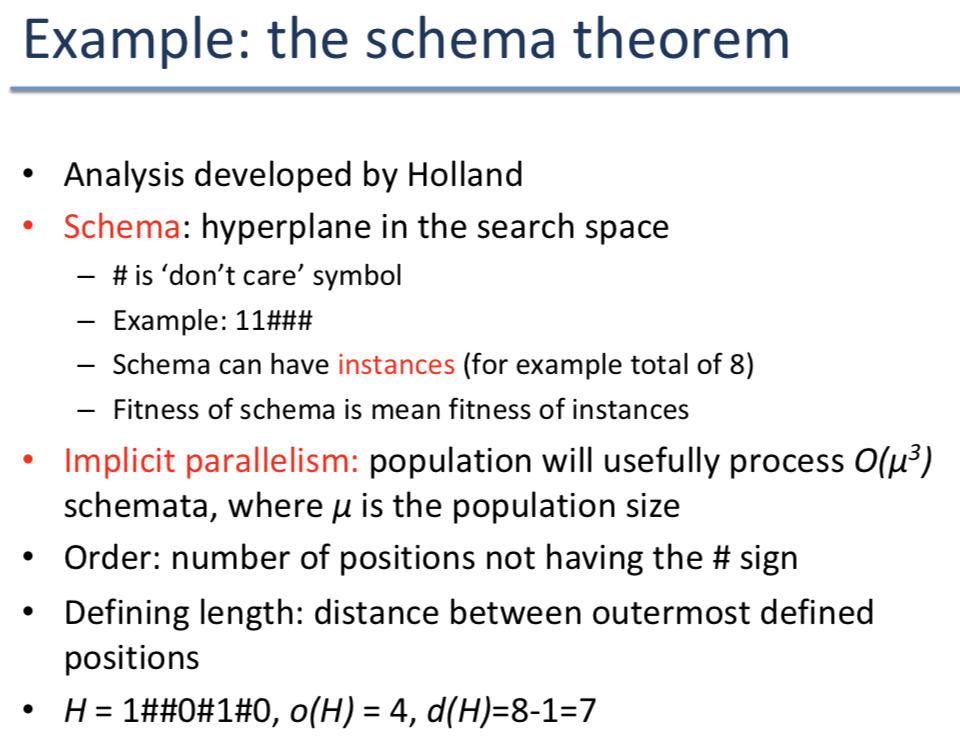 Example: the schema theorem
• Analysis developed by Holland
• Schema: hyperplane in the search space
– # is ‘don’t care’ symbol
– Example: 11###
– Schema can have instances (for example total of 8)
– Fitness of schema is mean fitness of instances
• Implicit parallelism: population will usefully process O(μ³)
schemata, where μ is the population size
• Order: number of positions not having the # sign
• Defining length: distance between outermost defined
positions
• H = 1##0#1#0, o(H) = 4, d(H)=8-1=7